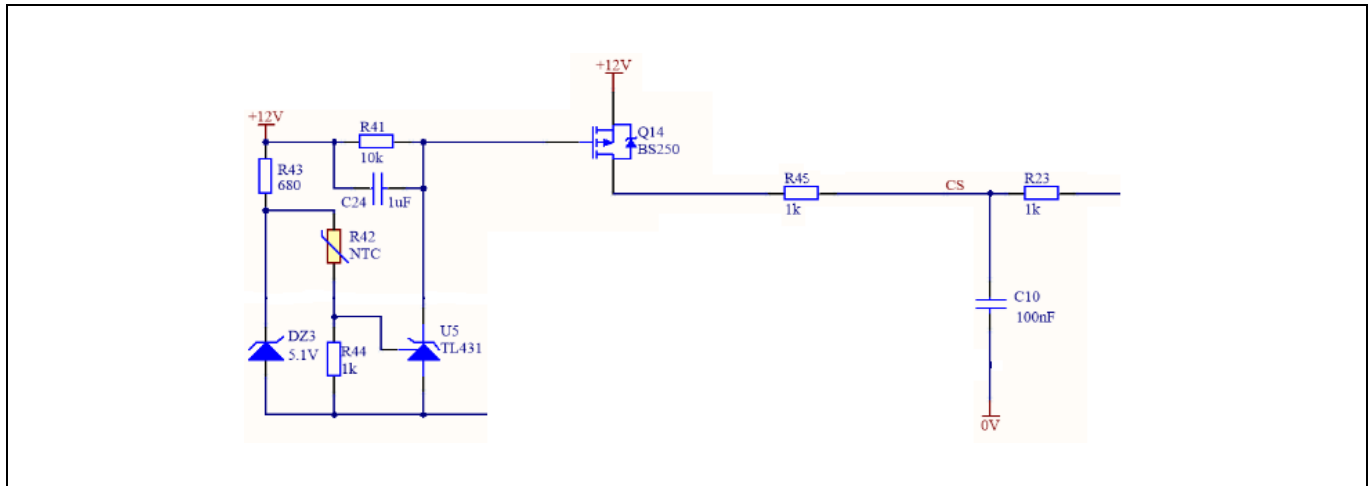 +12V
+12V
R41
10k
Q14
BS250
R43
680
R45
1k
CS
R23
1k
C24
1uF
R42
NTC
C10
100nF
DZ3
5.1V
R44
1k
U5
TL431
0V